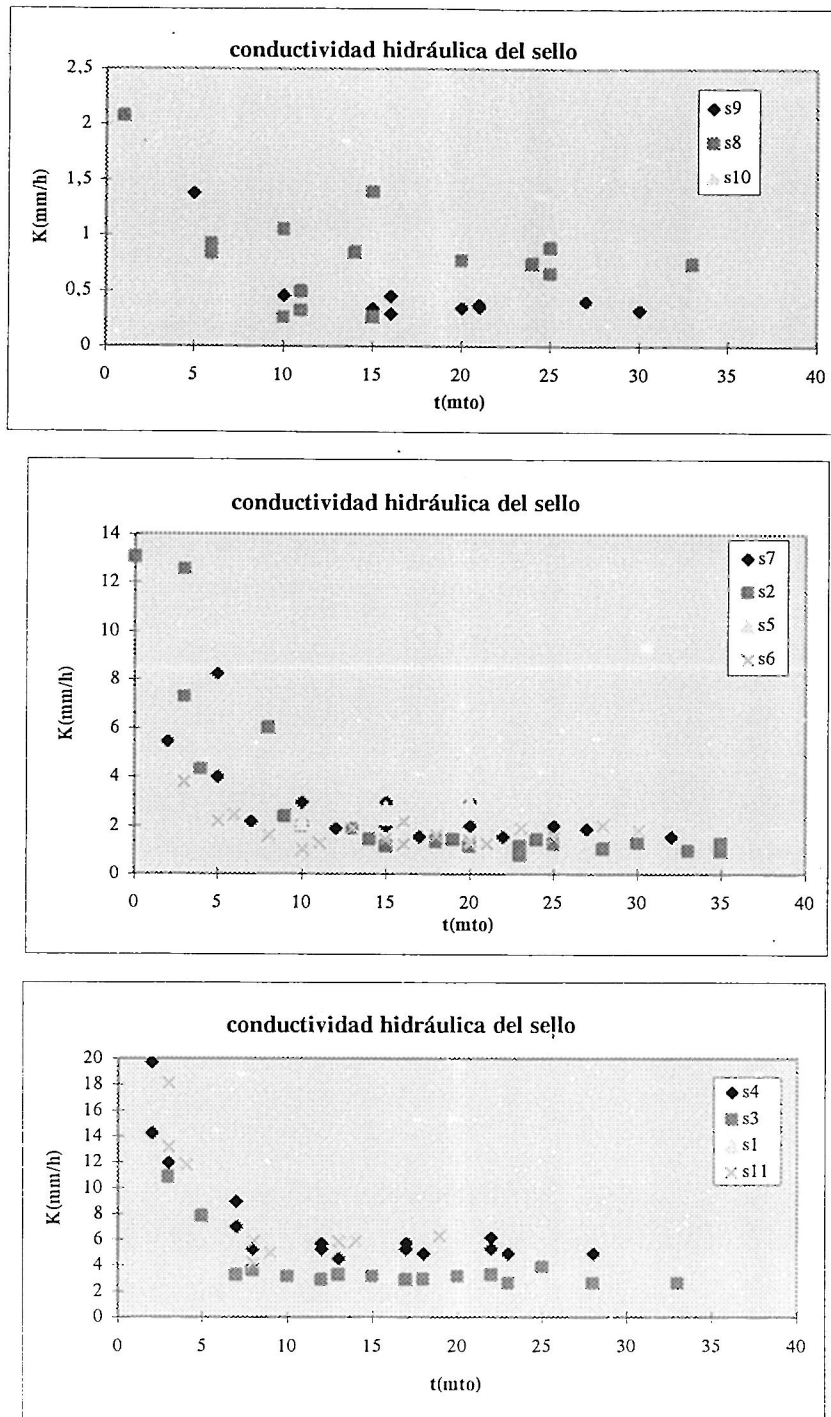 conductividad hidráulica del sello
2,5
2
1,5
1
0,5
0
K(mm/h)
0 5 10 15 20 25 30 35 40
t(mto)
s9
s8
s10
conductividad hidráulica del sello
14
12
10
8
6
4
2
0
K(mm/h)
0 5 10 15 20 25 30 35 40
t(mto)
s7
s2
s5
s6
conductividad hidráulica del sello
20
18
16
14
12
10
8
6
4
2
0
K(mm/h)
0 5 10 15 20 25 30 35 40
t(mto)
s4
s3
s1
s11